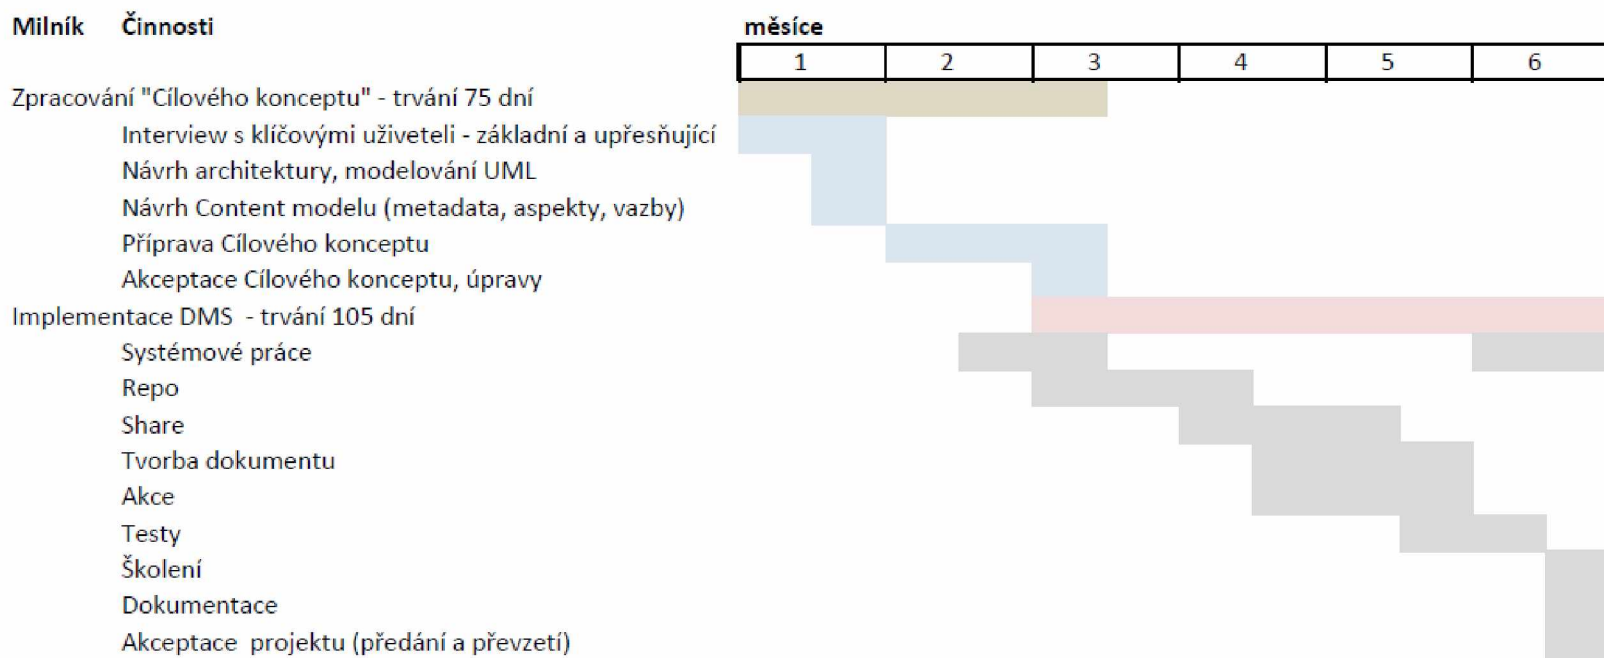 Milník Činnosti měsíce
1 2 3 4 5 6
Zpracování "Cílového konceptu" - trvání 75 dní
Interview s klíčovými uživeteli - základní a upřesňující
Návrh architektury, modelování UML
Návrh Content modelu (metadata, aspekty, vazby)
Příprava Cílového konceptu
Akceptace Cílového konceptu, úpravy
Implementace DMS - trvání 105 dní
Systémové práce
Repo
Share
Tvorba dokumentu
Akce
Testy
Školení
Dokumentace
Akceptace projektu (předání a převzetí)